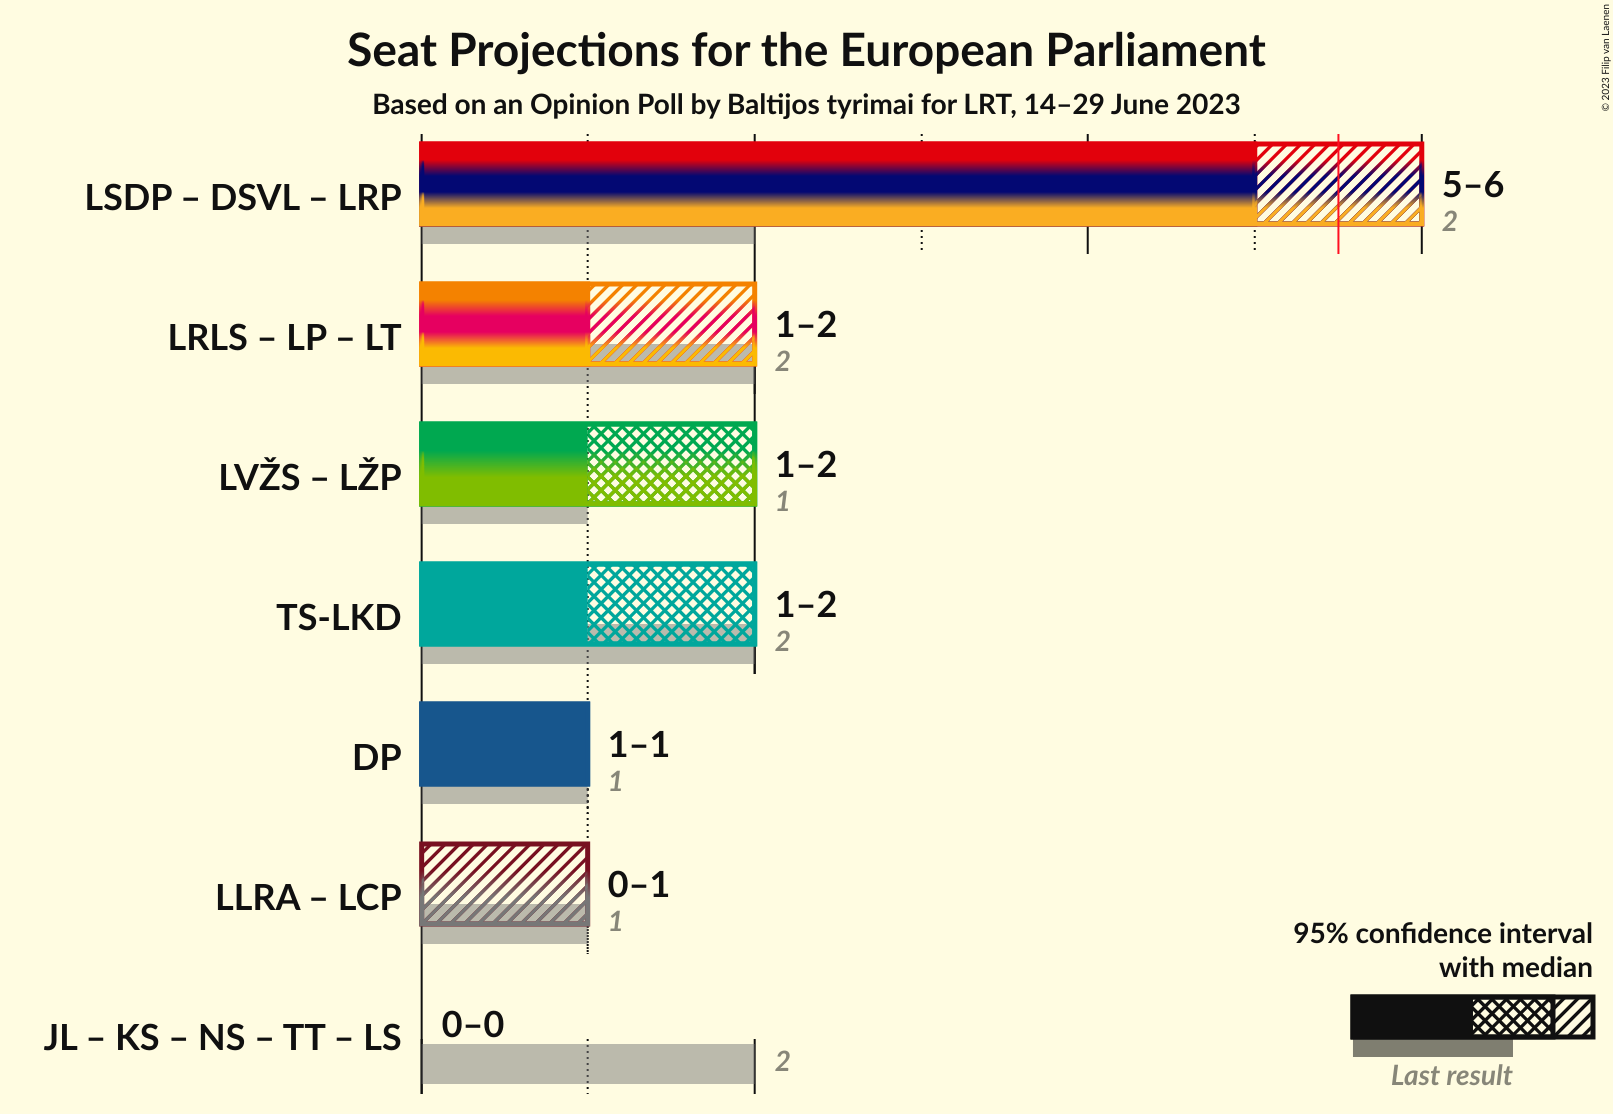 Seat Projections for the European Parliament
Based on an Opinion Poll by Baltijos tyrimai for LRT, 14–29 June 2023
© 2023 Filip van Laenen
LSDP – DSVL – LRP
5–6
2
LRLS – LP – LT
1–2
2
LVŽS – LŽP
1–2
1
TS-LKD
1–2
2
DP
1–1
1
LLRA – LCP
0–1
1
JL – KS – NS – TT – LS
0–0
2
95% confidence interval
with median
Last result